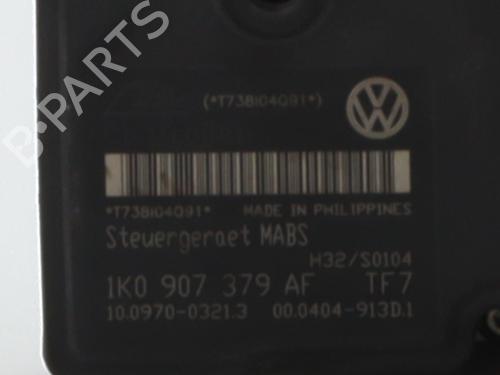 B-PARTS
(*T738I04Q91*)
*T738I04Q91* MADE IN PHILIPPINES
Steuergeraet MABS
H32/S0104
1K0 907 379 AF TF7
10.0970-0321.3 00.0404-913D.1